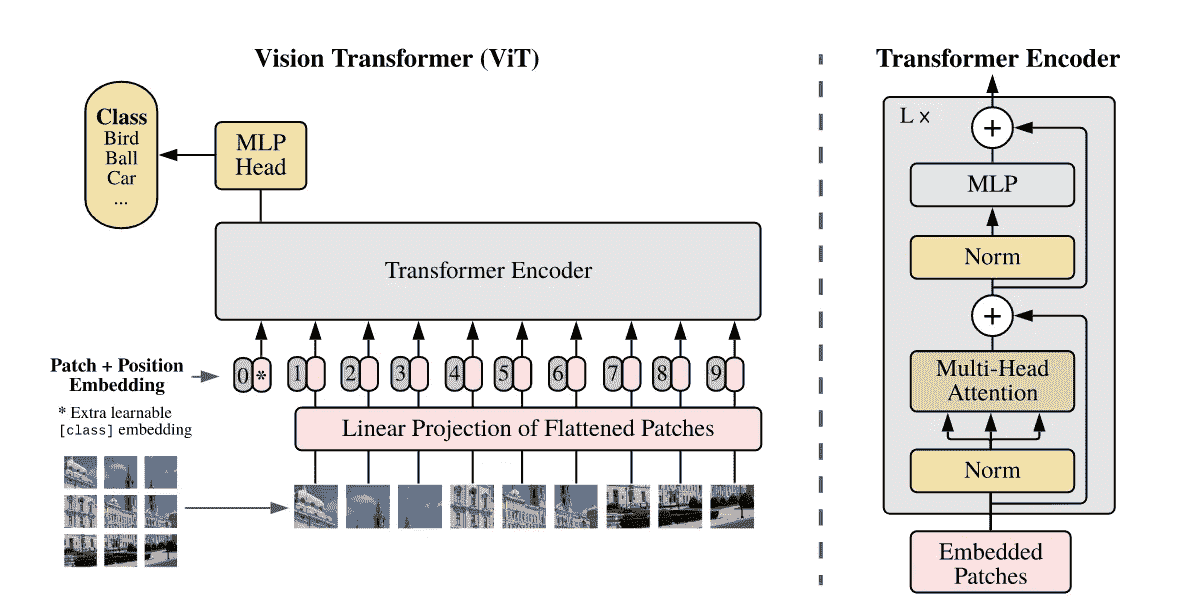 Vision Transformer (ViT)
Class
Bird
Ball
Car
...
MLP
Head
Transformer Encoder
Patch + Position
Embedding
0 * 1 2 3 4 5 6 7 8 9
* Extra learnable
[class] embedding
Linear Projection of Flattened Patches
Transformer Encoder
L x
+
MLP
Norm
+
Multi-Head
Attention
Norm
Embedded
Patches